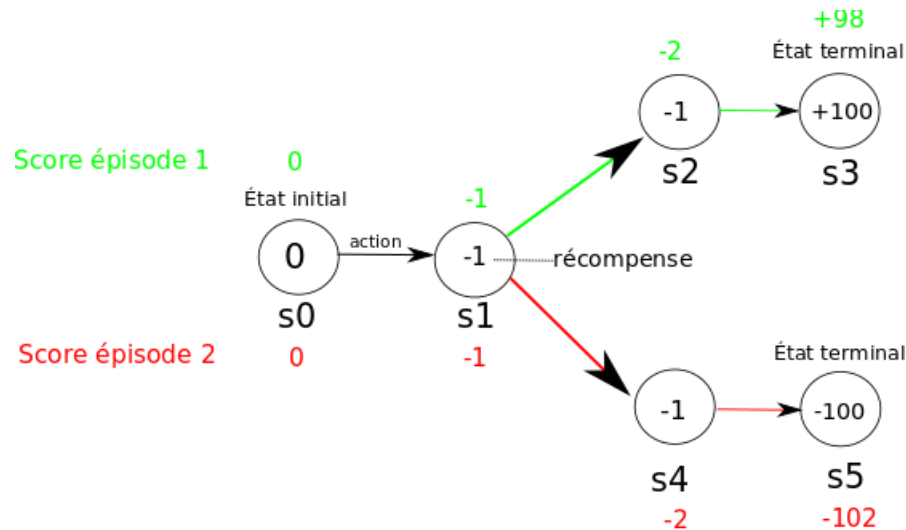 +98
-2
État terminal
-1
+100
Score épisode 1
0
s2
s3
État initial
-1
action
0
-1
récompense
s0
s1
Score épisode 2
0
-1
État terminal
-1
-100
s4
s5
-2
-102